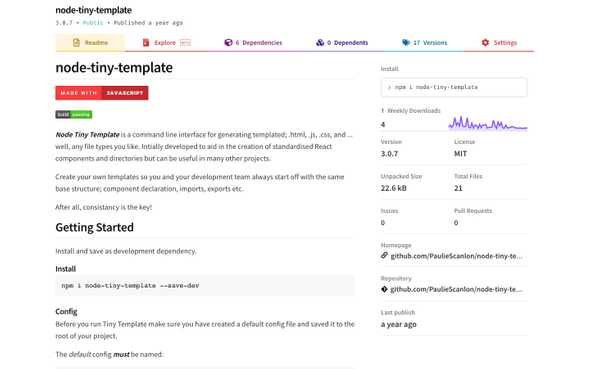 node-tiny-template
3.0.7 • Public • Published a year ago
Readme
Explore BETA
6 Dependencies
0 Dependents
17 Versions
Settings
node-tiny-template
MADE WITH JAVASCRIPT
build passing
Node Tiny Template is a command line interface for generating templated; .html, .js, .css, and ...
well, any file types you like. Intially developed to aid in the creation of standardised React
components and directories but can be useful in many other projects.
Create your own templates so you and your development team always start off with the same
base structure; component declaration, imports, exports etc.
After all, consistancy is the key!
Getting Started
Install and save as development dependency.
Install
npm i node-tiny-template --save-dev
Config
Before you run Tiny Template make sure you have created a default config file and saved it to the
root of your project.
The default config must be named:
Install
> npm i node-tiny-template
Weekly Downloads
4
Version
3.0.7
License
MIT
Unpacked Size
22.6 kB
Total Files
21
Issues
0
Pull Requests
0
Homepage
github.com/PaulieScanlon/node-tiny-te...
Repository
github.com/PaulieScanlon/node-tiny-te...
Last publish
a year ago